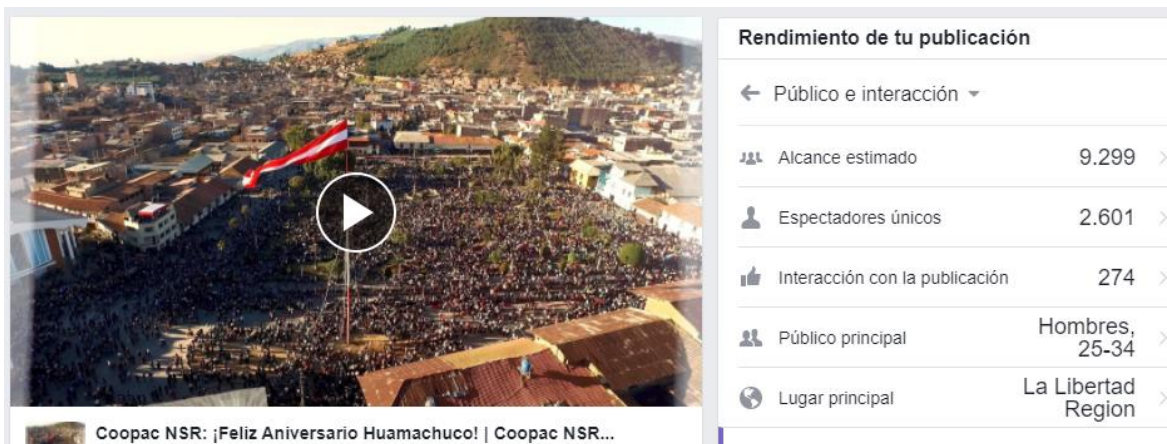 Rendimiento de tu publicación
Público e interacción
Alcance estimado 9.299
Espectadores únicos 2.601
Interacción con la publicación 274
Público principal Hombres,
25-34
Lugar principal La Libertad
Region
Coopac NSR: ¡Feliz Aniversario Huamachuco! | Coopac NSR...